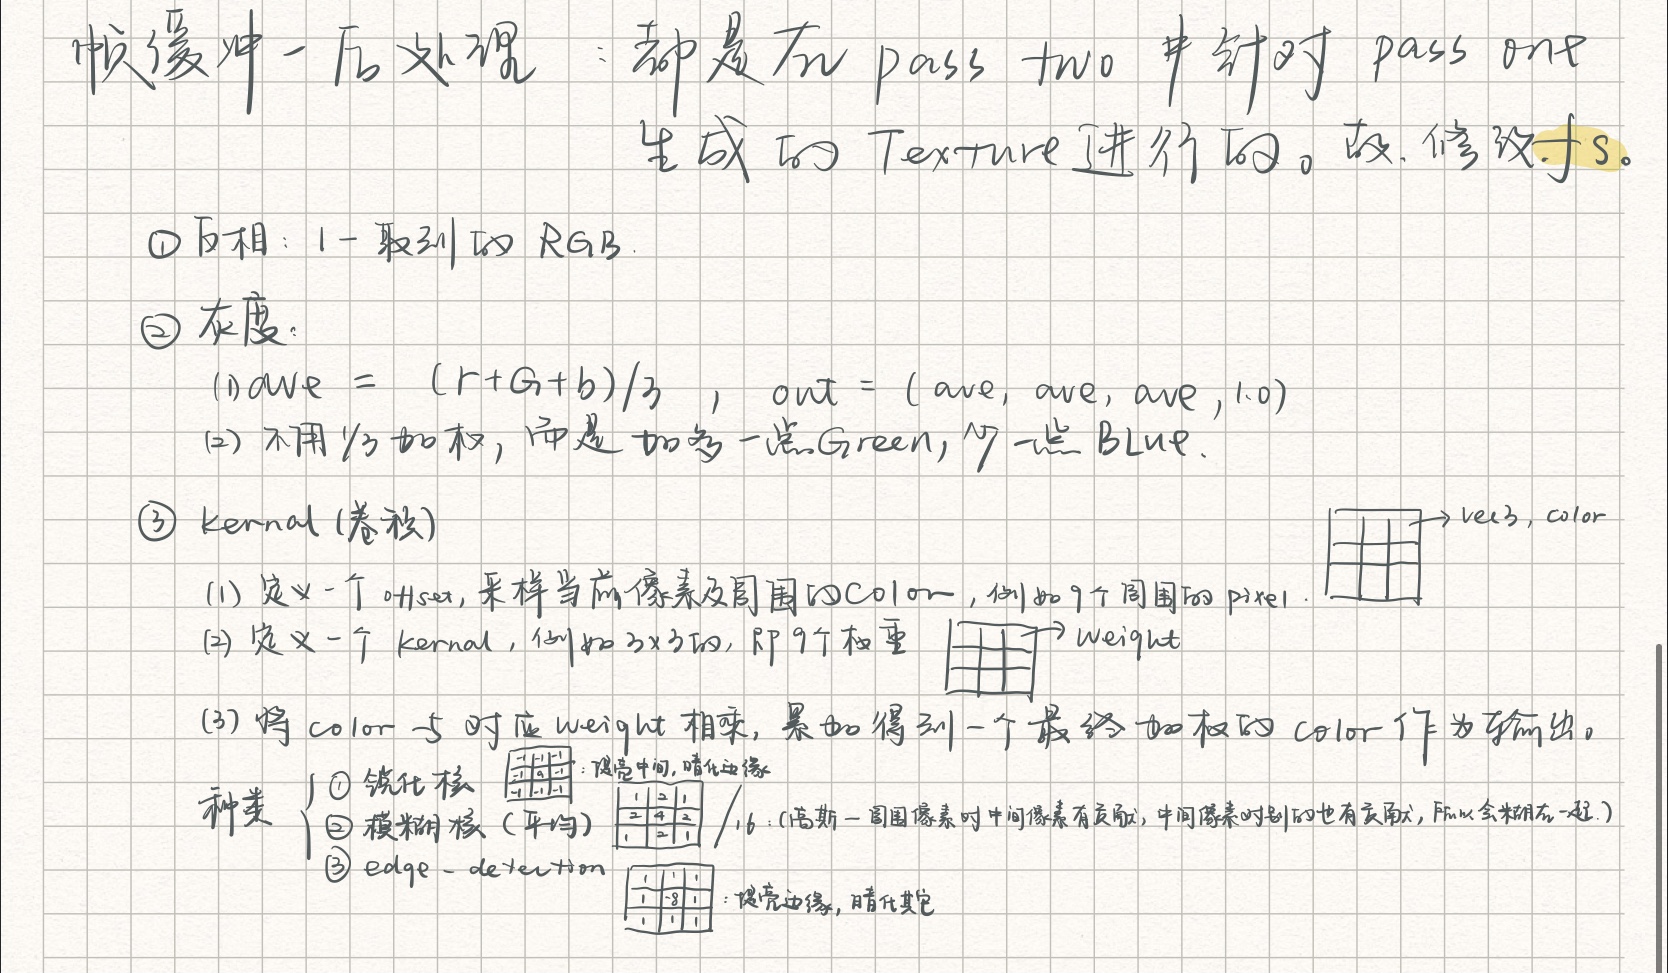 帧缓冲-后处理：都是在 pass two 中针对 pass one
生成的 Texture 进行的。故.修改.fs。
① 反相：1-取到的 RGB.
② 灰度：
(1) ave = (r+G+b)/3 , out = (ave, ave, ave, 1.0)
(2) 不用 1/3 加权，而是加多一点 Green，少一点 BLue.
③ Kernal (卷积)
→ vec3, color
(1) 定义一个 offset, 采样当前像素及周围的 Color，例如 9个周围的 pixel.
(2) 定义一个 kernal，例如 3x3的，即 9个权重
→ weight
(3) 将 color 与对应 weight 相乘，累加得到一个最终加权的 color 作为输出。
种类
① 锐化核
-1 -1 -1
-1 9 -1
-1 -1 -1
：提亮中间，暗化边缘
② 模糊核（平均）
1 2 1
2 4 2
1 2 1
/16：(高斯-周围像素对中间像素有贡献，中间像素对别的也有贡献，所以会糊在一起.)
③ edge-detection
1 1 1
1 -8 1
1 1 1
：提亮边缘，暗化其它